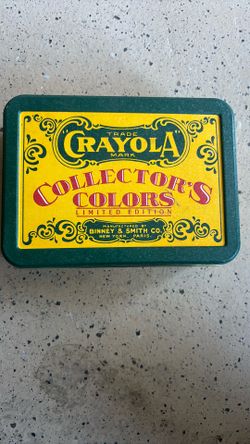 TRADE
"CRAYOLA"
MARK
COLLECTOR'S
COLORS
LIMITED EDITION
MANUFACTURED BY
BINNEY & SMITH CO.
NEW YORK PARIS